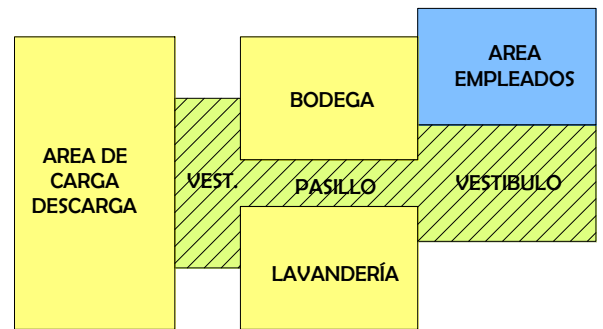 AREA DE
CARGA
DESCARGA
VEST.
BODEGA
PASILLO
LAVANDERÍA
AREA
EMPLEADOS
VESTIBULO